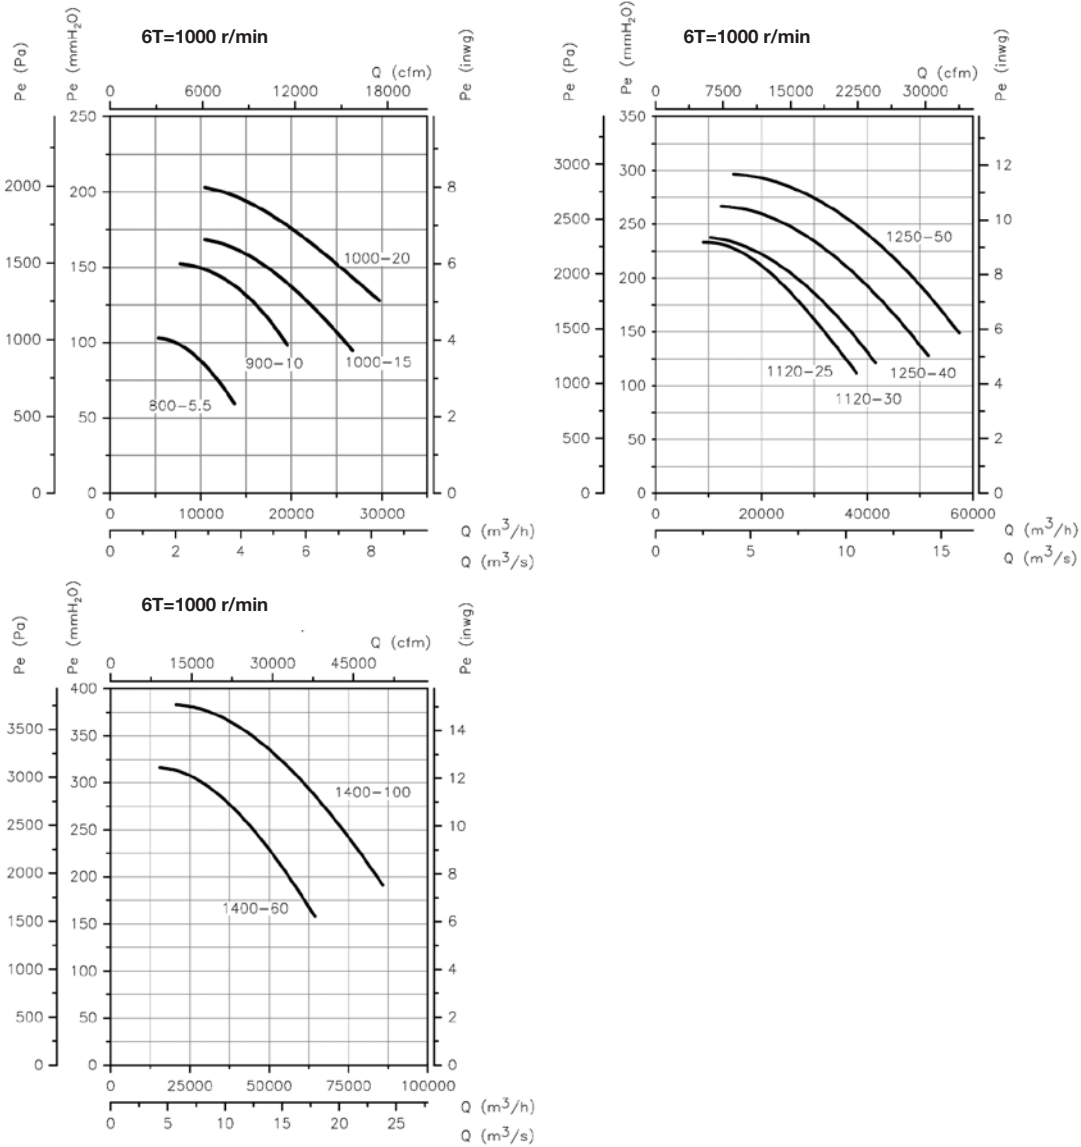 6T=1000 r/min
Q (cfm)
0 6000 12000 18000
Pe (Pa)
Pe (mmH2O)
Pe (inwg)
2000
1500
1000
500
0
250
200
150
100
50
0
8
6
4
2
0
1000-20
900-10
1000-15
800-5.5
0 10000 20000 30000
Q (m³/h)
0 2 4 6 8
Q (m³/s)
6T=1000 r/min
Q (cfm)
0 7500 15000 22500 30000
Pe (Pa)
Pe (mmH2O)
Pe (inwg)
3000
2500
2000
1500
1000
500
0
350
300
250
200
150
100
50
0
12
10
8
6
4
2
0
1250-50
1120-25
1250-40
1120-30
0 20000 40000 60000
Q (m³/h)
0 5 10 15
Q (m³/s)
6T=1000 r/min
Q (cfm)
0 15000 30000 45000
Pe (Pa)
Pe (mmH2O)
Pe (inwg)
3500
3000
2500
2000
1500
1000
500
0
400
350
300
250
200
150
100
50
0
14
12
10
8
6
4
2
0
1400-100
1400-60
0 25000 50000 75000 100000
Q (m³/h)
0 5 10 15 20 25
Q (m³/s)